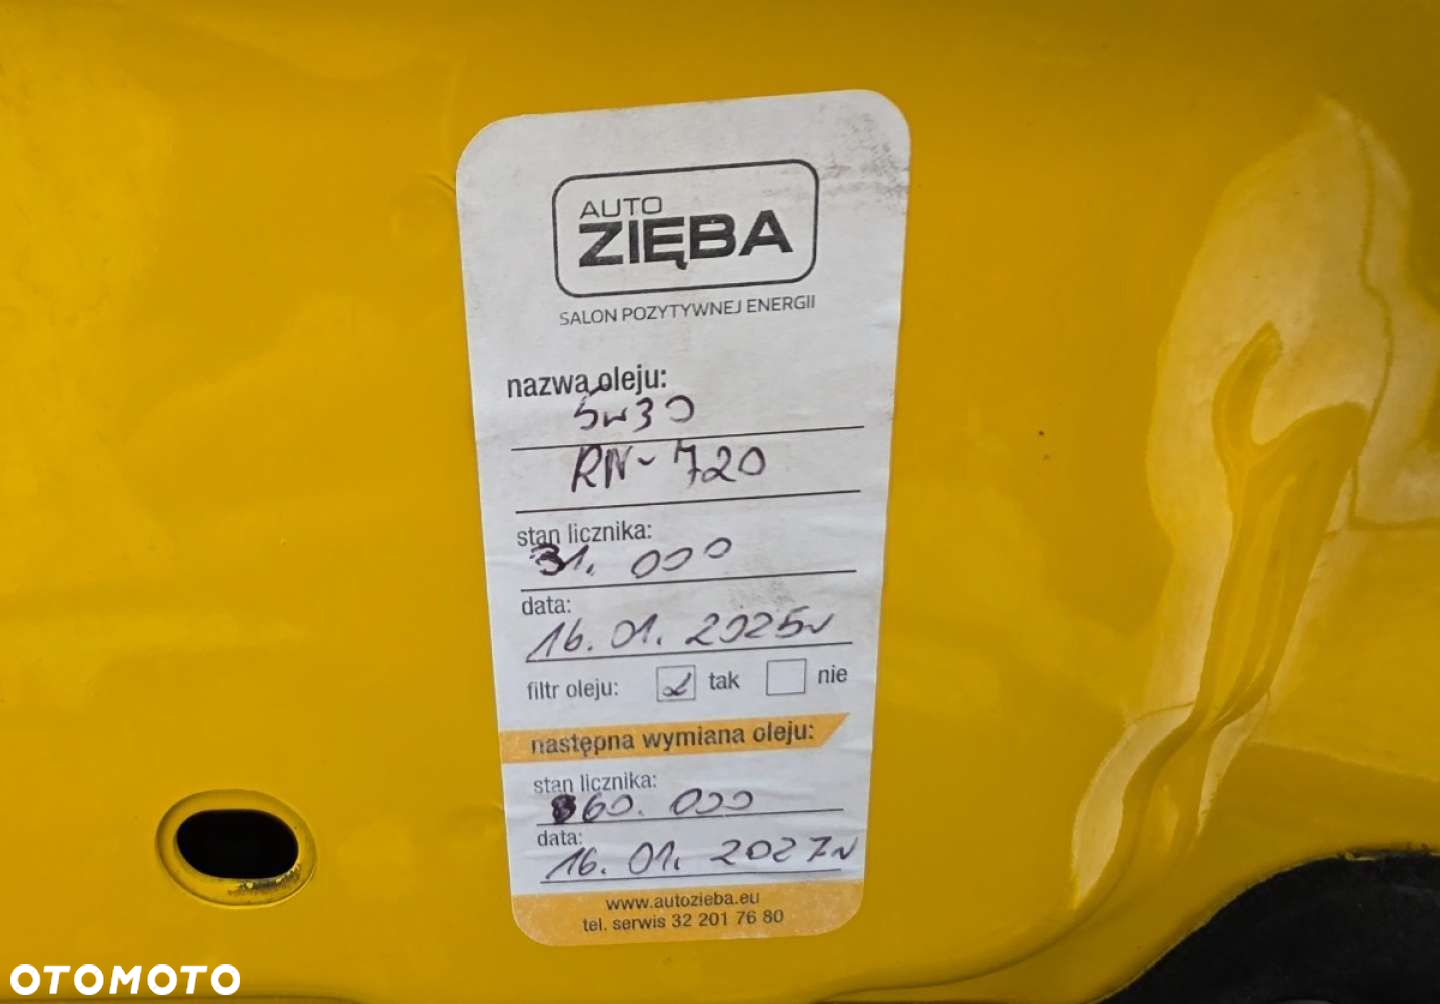 AUTO
ZIĘBA
SALON POZYTYWNEJ ENERGII
nazwa oleju:
5w30
RN-720
stan licznika:
31.000
data:
16.01.2025r
filtr oleju: tak nie
następna wymiana oleju:
stan licznika:
60.000
data:
16.01.2027r
www.autozieba.eu
tel. serwis 32 201 76 80
OTOMOTO